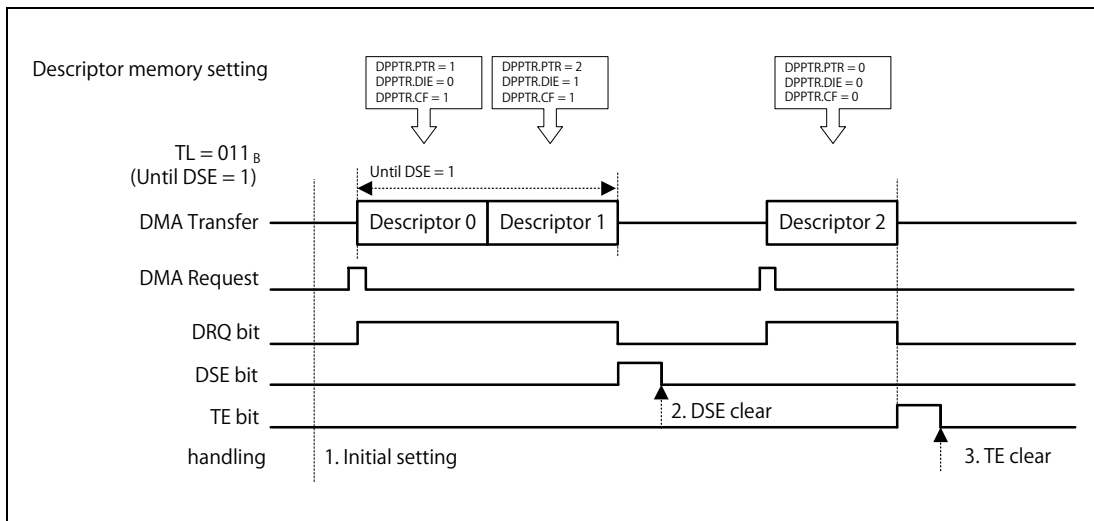 Descriptor memory setting
DPPTR.PTR = 1
DPPTR.DIE = 0
DPPTR.CF = 1
DPPTR.PTR = 2
DPPTR.DIE = 1
DPPTR.CF = 1
DPPTR.PTR = 0
DPPTR.DIE = 0
DPPTR.CF = 0
TL = 011 B
(Until DSE = 1)
Until DSE = 1
DMA Transfer
Descriptor 0
Descriptor 1
Descriptor 2
DMA Request
DRQ bit
DSE bit
2. DSE clear
TE bit
handling
1. Initial setting
3. TE clear